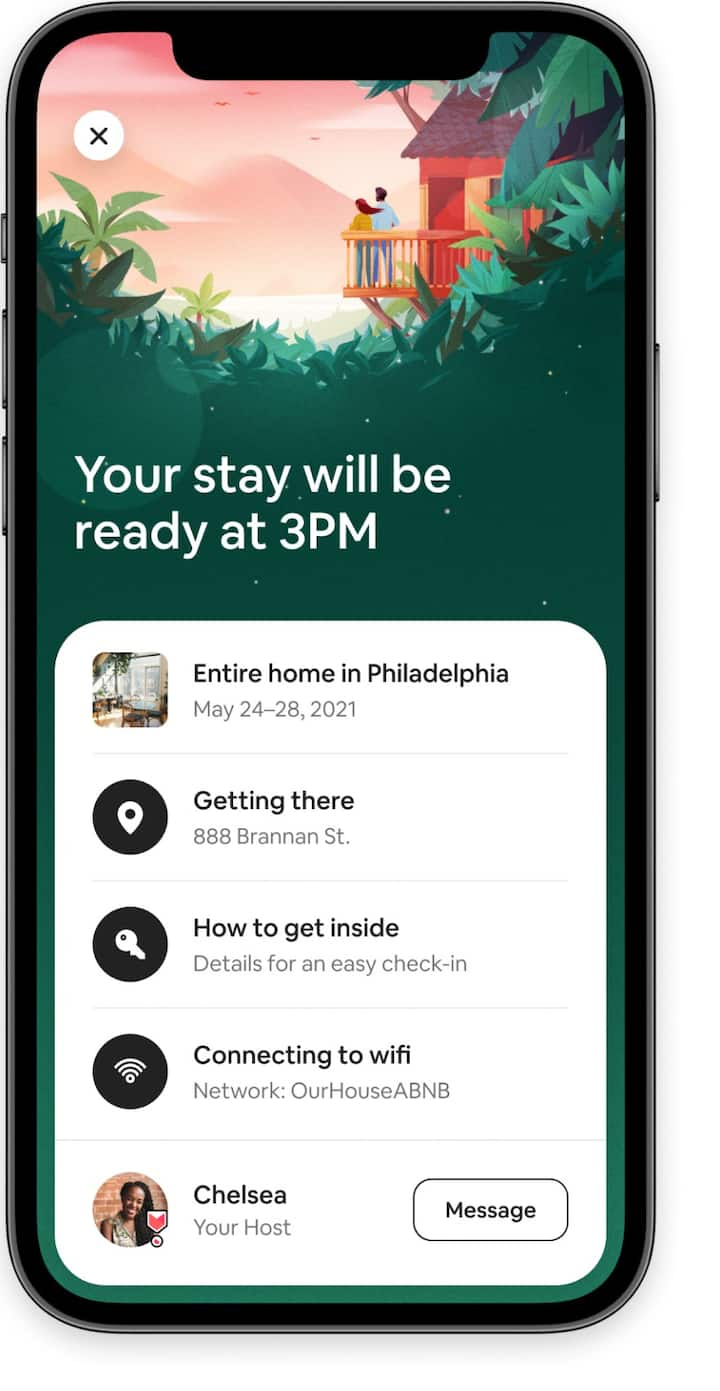 Your stay will be
ready at 3PM
Entire home in Philadelphia
May 24–28, 2021
Getting there
888 Brannan St.
How to get inside
Details for an easy check-in
Connecting to wifi
Network: OurHouseABNB
Chelsea
Your Host
Message